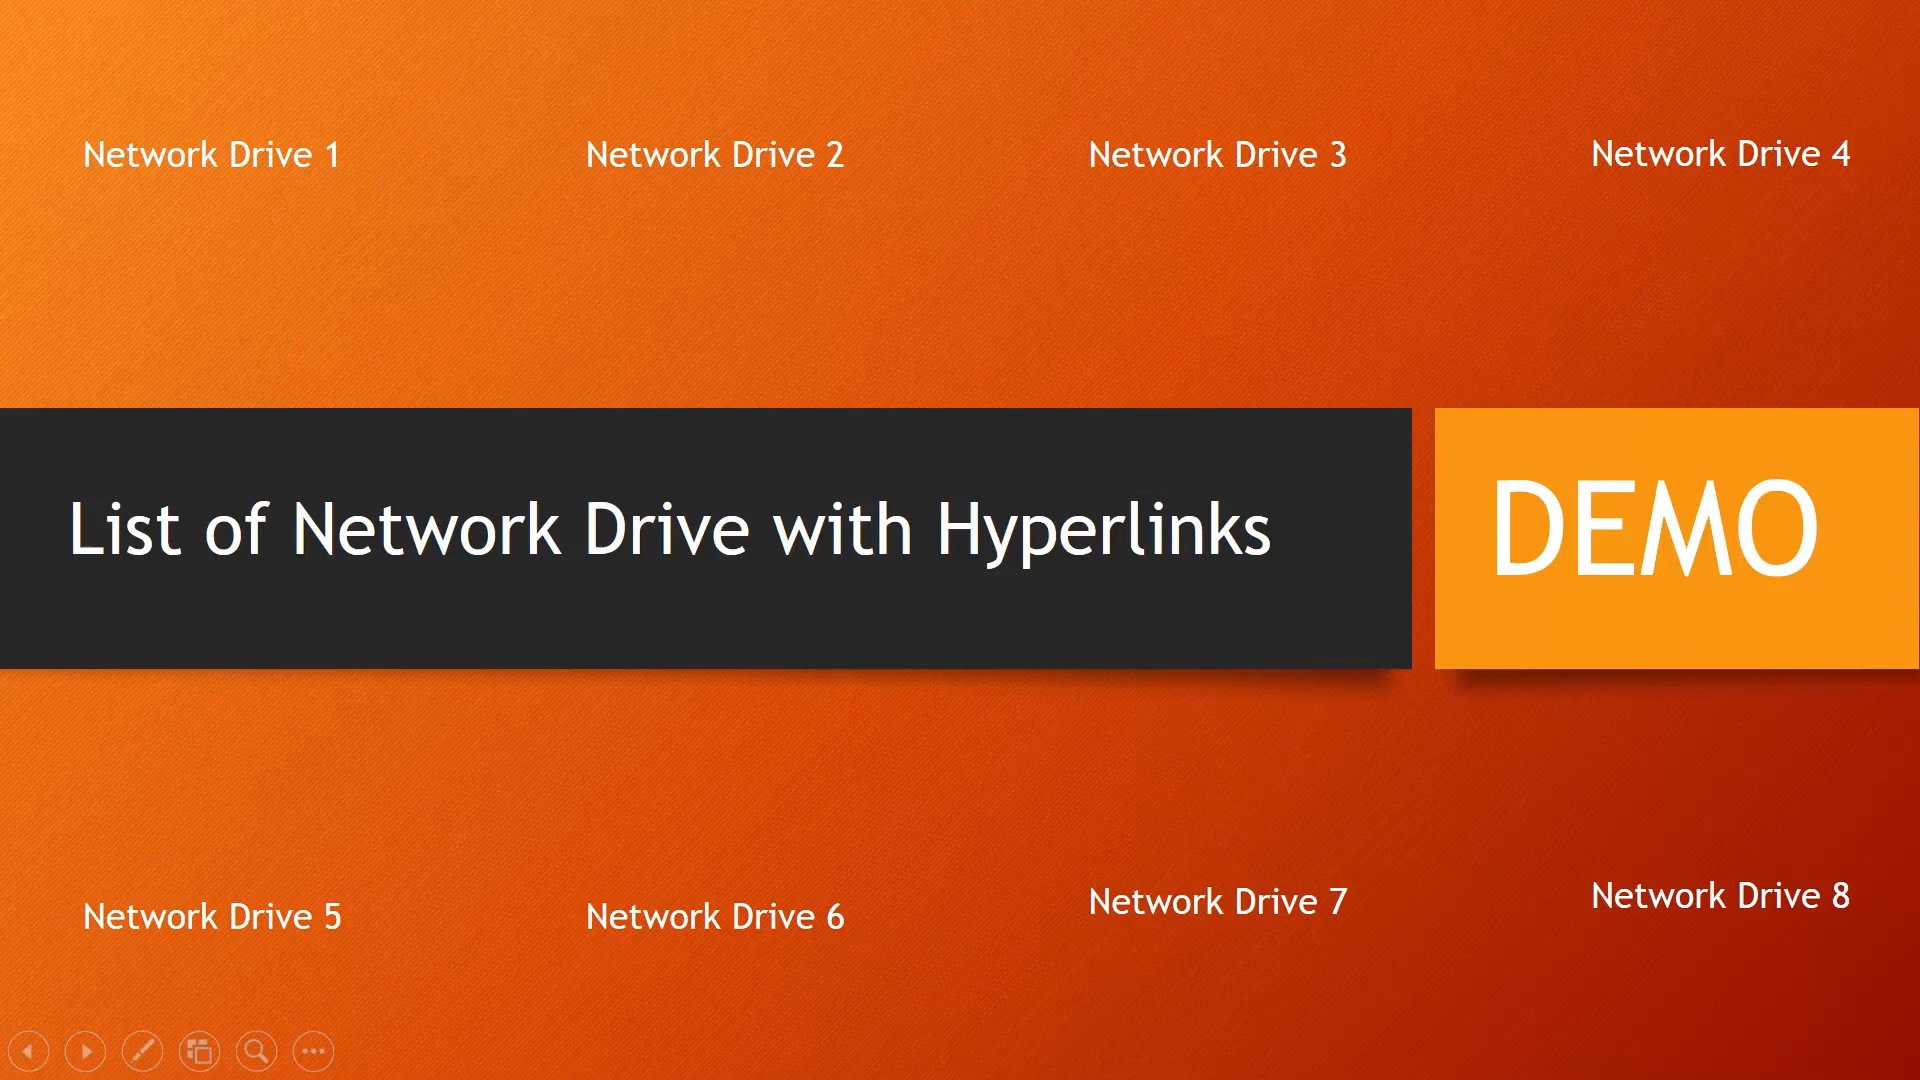 Network Drive 1
Network Drive 2
Network Drive 3
Network Drive 4
List of Network Drive with Hyperlinks
DEMO
Network Drive 5
Network Drive 6
Network Drive 7
Network Drive 8